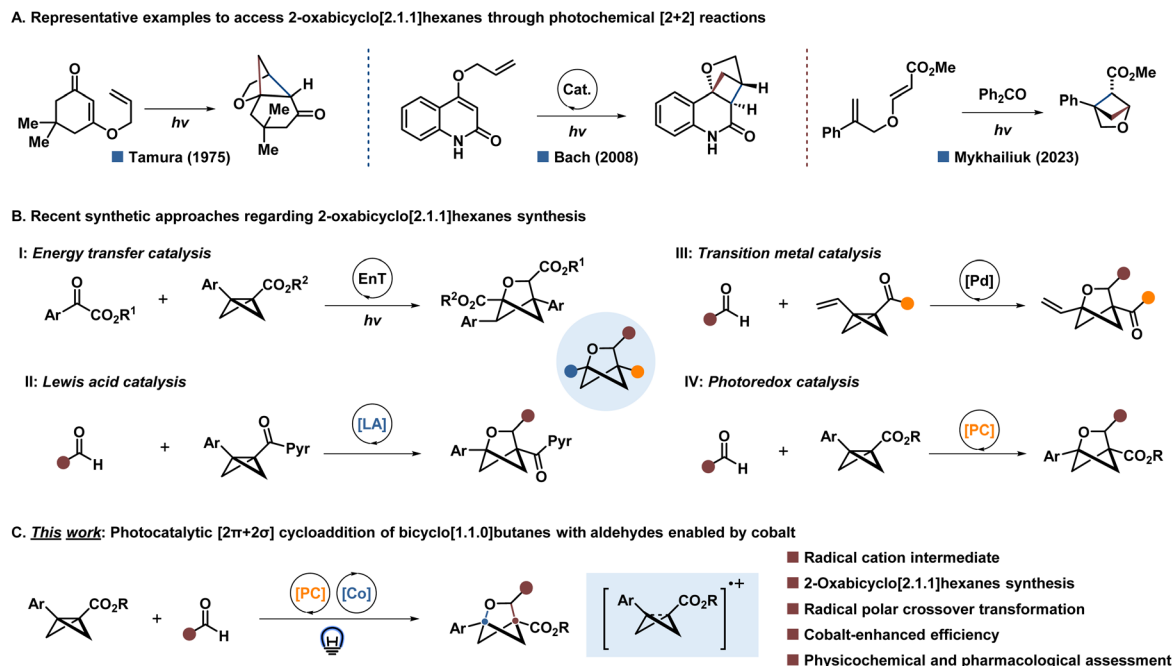 A. Representative examples to access 2-oxabicyclo[2.1.1]hexanes through photochemical [2+2] reactions
O
Me
Me
O
hν
O
H
Me
Me
O
Tamura (1975)
O
N
H
O
Cat.
hν
O
H
H
N
H
O
Bach (2008)
CO₂Me
Ph
O
Ph₂CO
hν
CO₂Me
Ph
O
Mykhailiuk (2023)
B. Recent synthetic approaches regarding 2-oxabicyclo[2.1.1]hexanes synthesis
I: Energy transfer catalysis
O
Ar
CO₂R¹
+
Ar
CO₂R²
EnT
hν
CO₂R¹
O
R²O₂C
Ar
Ar
III: Transition metal catalysis
O
H
+
O
[Pd]
O
O
O
II: Lewis acid catalysis
O
H
+
Ar
O
Pyr
[LA]
O
Ar
Pyr
O
IV: Photoredox catalysis
O
H
+
Ar
CO₂R
[PC]
O
Ar
CO₂R
C. This work: Photocatalytic [2π+2σ] cycloaddition of bicyclo[1.1.0]butanes with aldehydes enabled by cobalt
Ar
CO₂R
+
O
H
[PC] [Co]
O
Ar
CO₂R
Ar
CO₂R
•+
Radical cation intermediate
2-Oxabicyclo[2.1.1]hexanes synthesis
Radical polar crossover transformation
Cobalt-enhanced efficiency
Physicochemical and pharmacological assessment